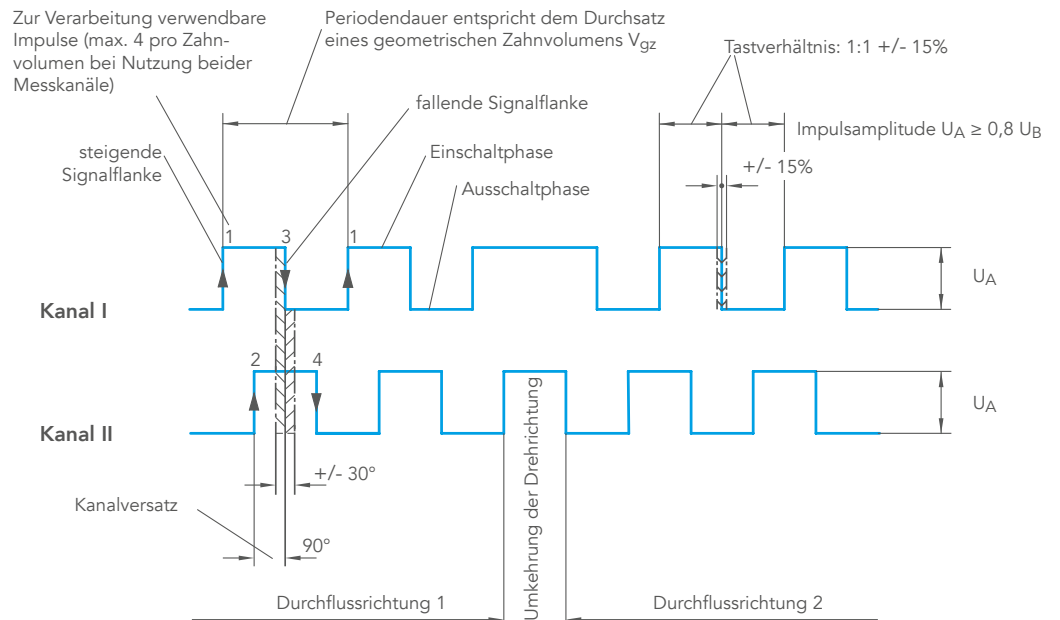 Zur Verarbeitung verwendbare
Impulse (max. 4 pro Zahn-
volumen bei Nutzung beider
Messkanäle)
Periodendauer entspricht dem Durchsatz
eines geometrischen Zahnvolumens Vgz
Tastverhältnis: 1:1 +/- 15%
fallende Signalflanke
Impulsamplitude UA ≥ 0,8 UB
steigende
Signalflanke
Einschaltphase
+/- 15%
Ausschaltphase
1
3
1
UA
Kanal I
2
4
UA
Kanal II
+/- 30°
Kanalversatz
90°
Umkehrung der Drehrichtung
Durchflussrichtung 1
Durchflussrichtung 2